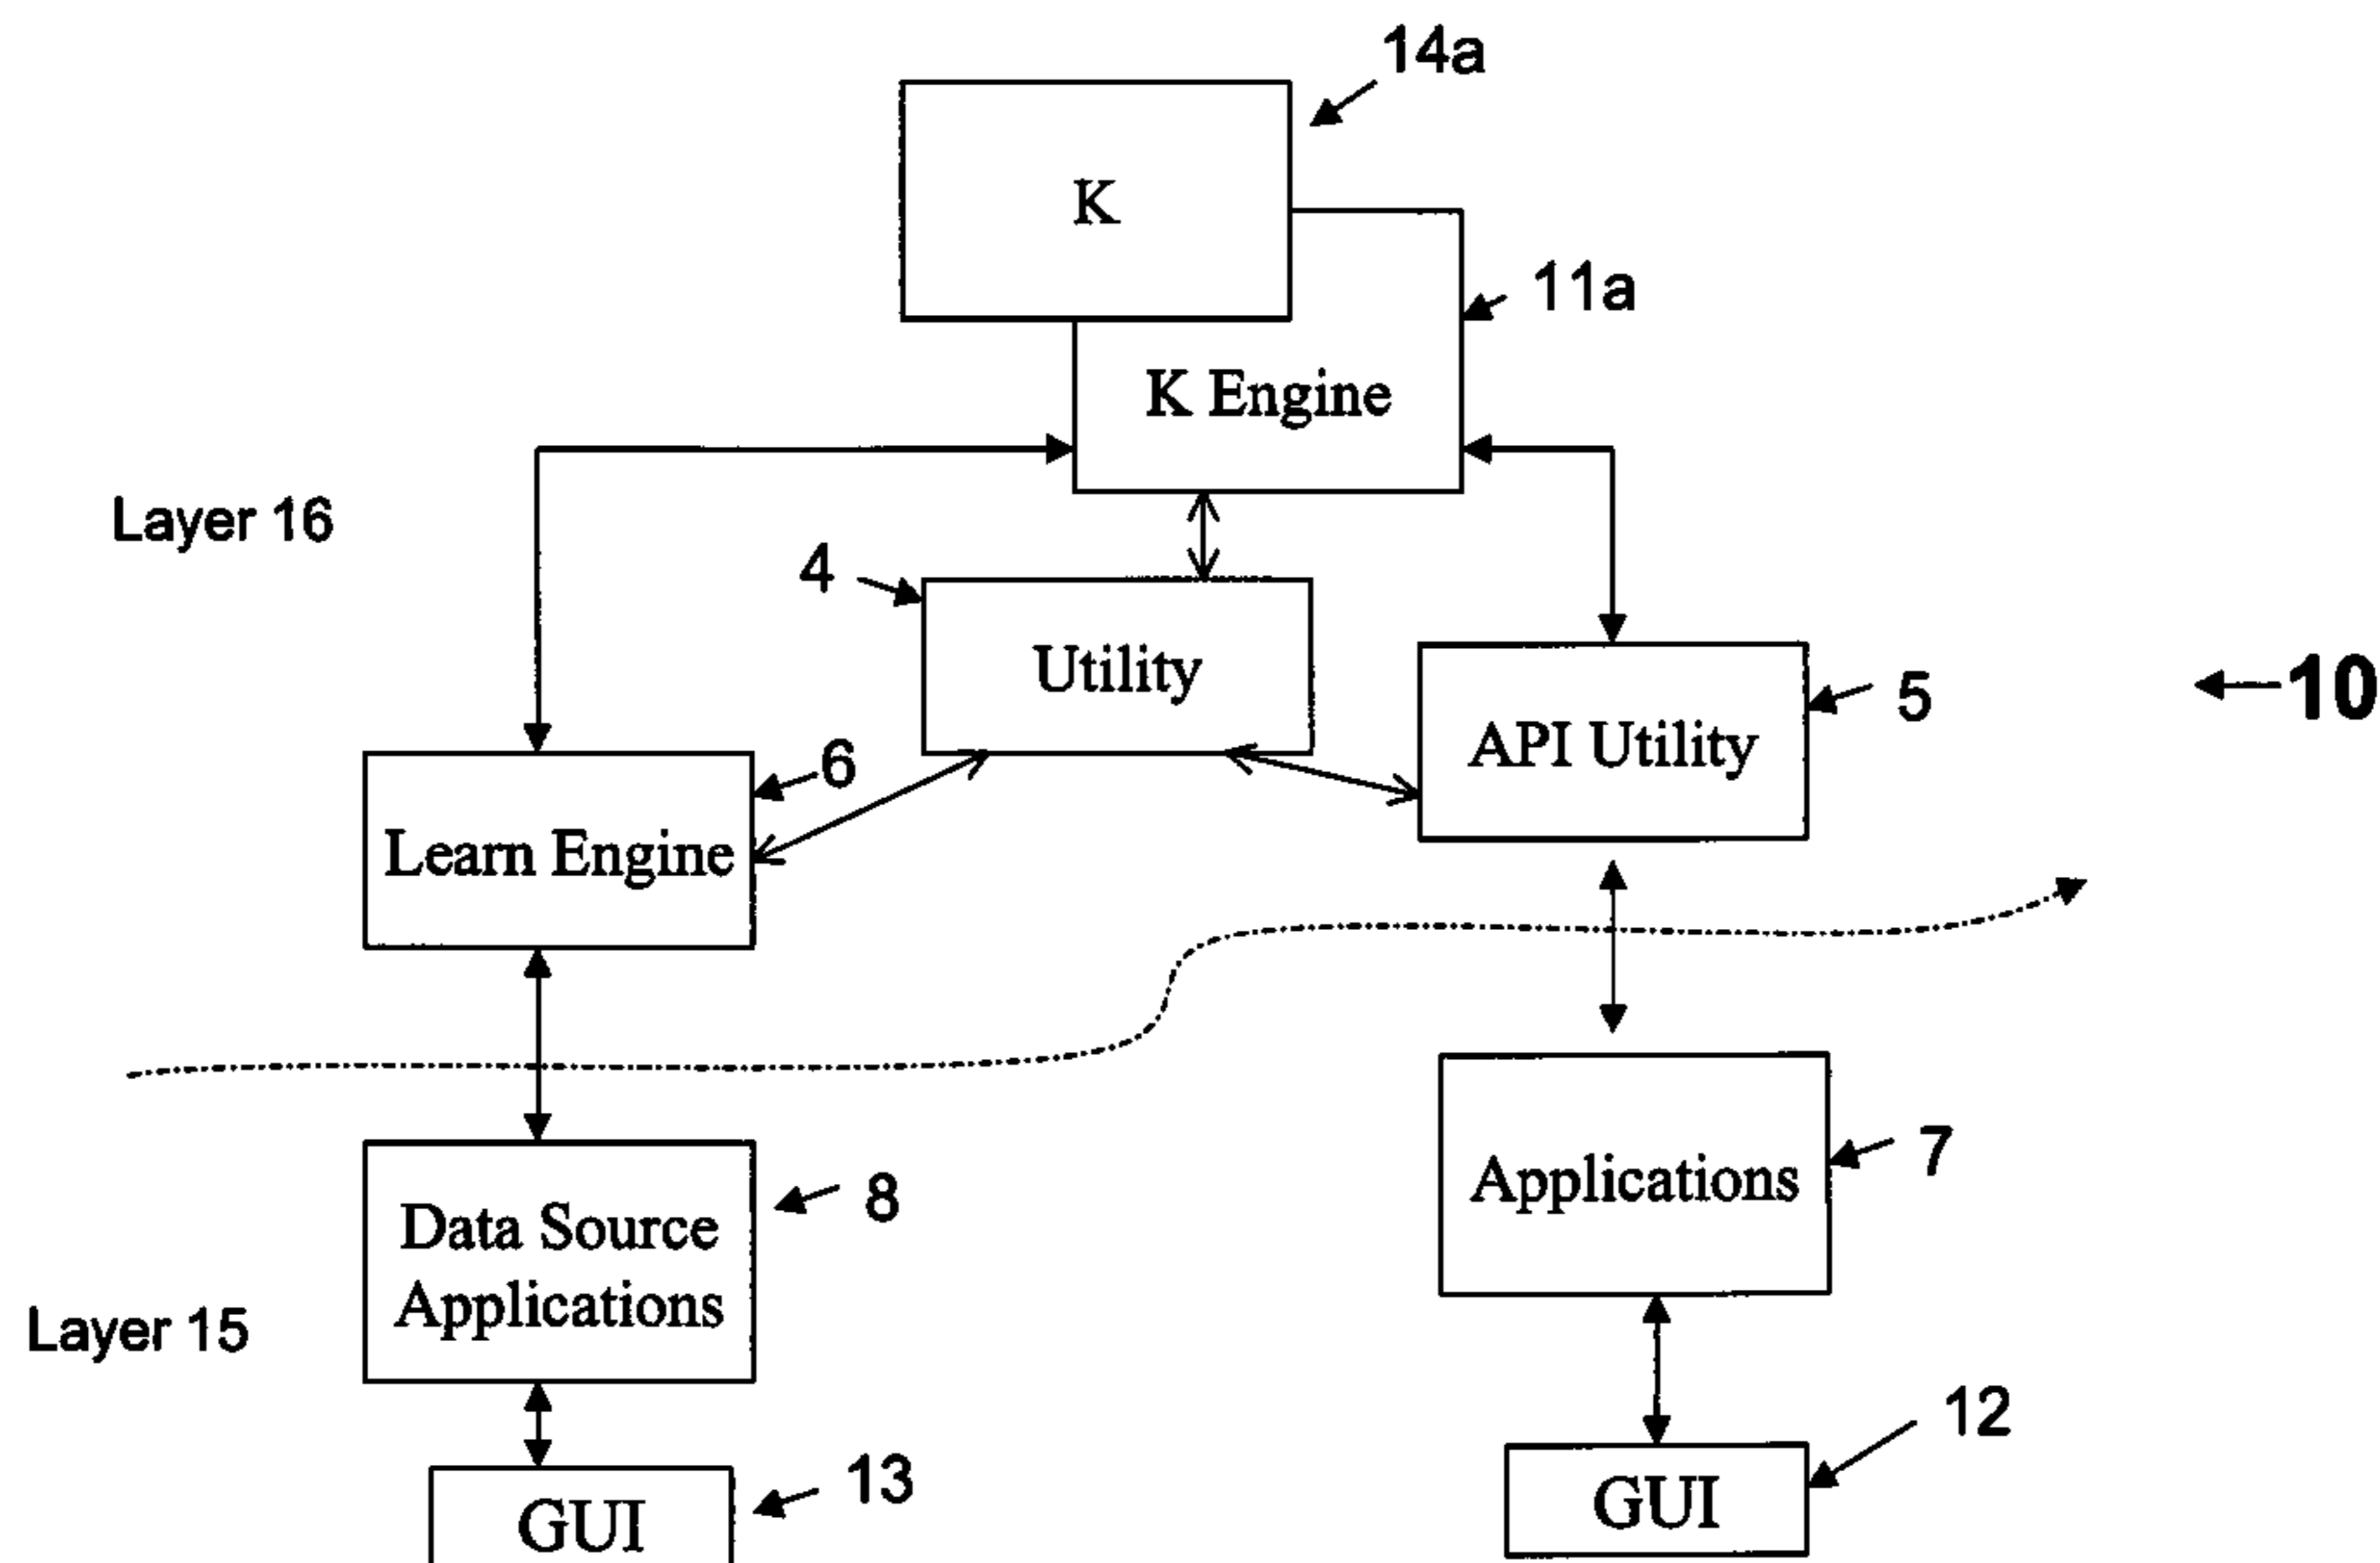 14a
K
11a
K Engine
Layer 16
4
Utility
5
10
API Utility
6
Learn Engine
7
Applications
8
Data Source
Applications
Layer 15
12
13
GUI
GUI